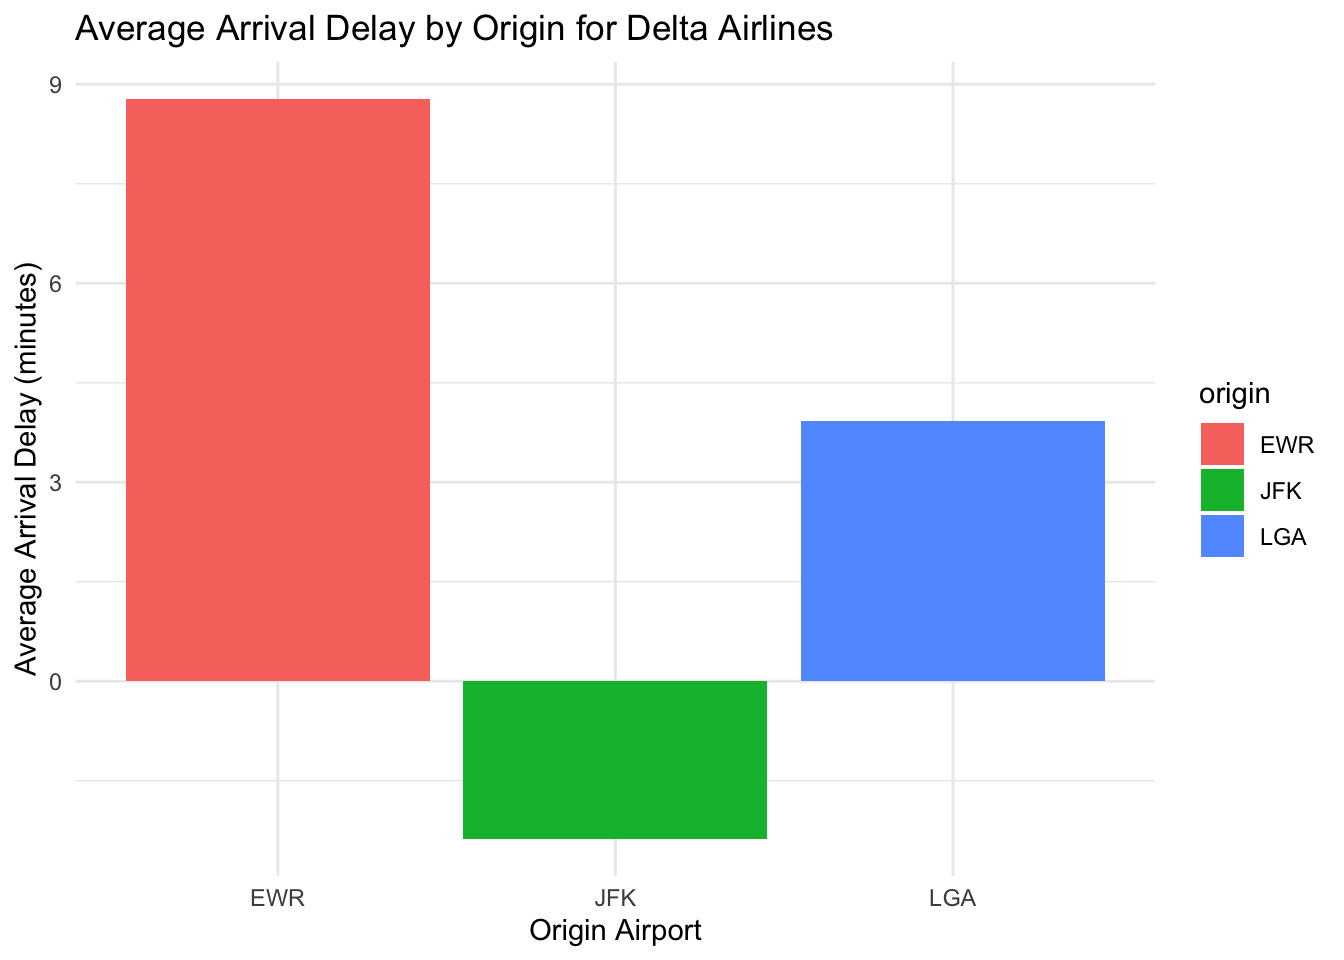 Average Arrival Delay by Origin for Delta Airlines
Average Arrival Delay (minutes)
9
6
3
0
EWR
JFK
LGA
Origin Airport
origin
EWR
JFK
LGA